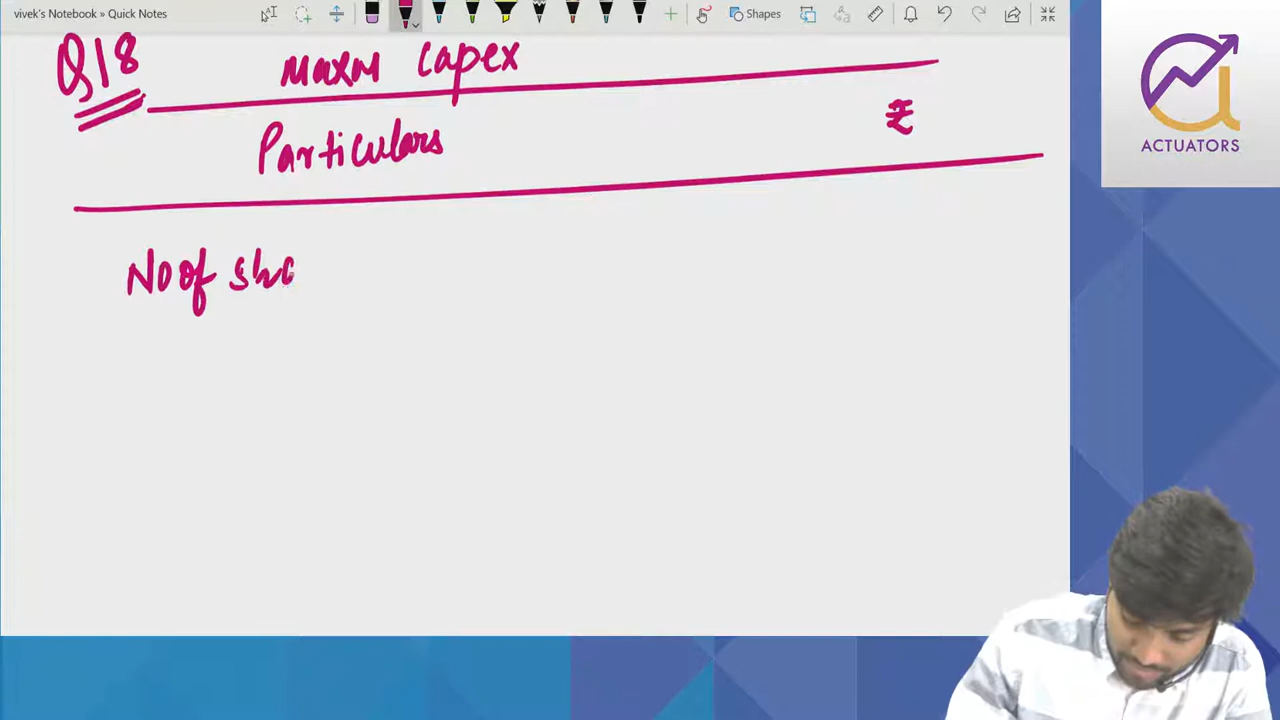 vivek's Notebook » Quick Notes
Shapes
Q18 Maxm Capex
Particulars ₹
No of sha
ACTUATORS